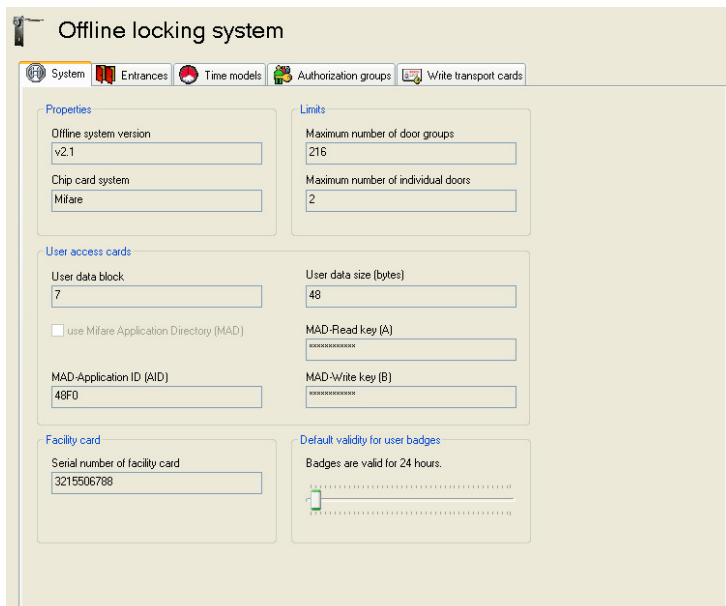 Offline locking system
System
Entrances
Time models
Authorization groups
Write transport cards
Properties
Offline system version
v2.1
Chip card system
Mifare
Limits
Maximum number of door groups
216
Maximum number of individual doors
2
User access cards
User data block
7
User data size (bytes)
48
use Mifare Application Directory (MAD)
MAD-Read key (A)
************
MAD-Application ID (AID)
48F0
MAD-Write key (B)
************
Facility card
Serial number of facility card
3215506788
Default validity for user badges
Badges are valid for 24 hours.